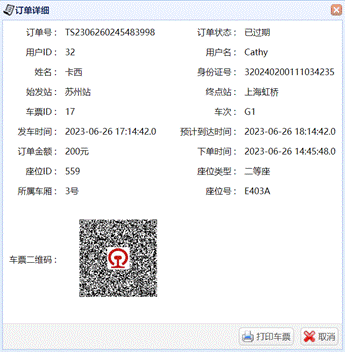 订单详细
订单号： TS2306260245483998 订单状态： 已过期
用户ID： 32 用户名： Cathy
姓名： 卡西 身份证号： 320240200111034235
始发站： 苏州站 终点站： 上海虹桥
车票ID： 17 车次： G1
发车时间： 2023-06-26 17:14:42.0 预计到达时间： 2023-06-26 18:14:42.0
订单金额： 200元 下单时间： 2023-06-26 14:45:48.0
座位ID： 559 座位类型： 二等座
所属车厢： 3号 座位号： E403A
车票二维码：
打印车票 取消